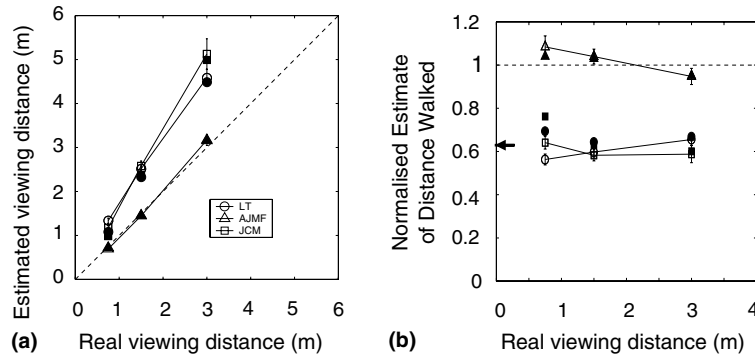 Estimated viewing distance (m)
6
5
4
3
2
1
0
0 1 2 3 4 5 6
LT
AJMF
JCM
(a) Real viewing distance (m)
Normalised Estimate
of Distance Walked
1.2
1
0.8
0.6
0.4
0.2
0
0 1 2 3 4
(b) Real viewing distance (m)